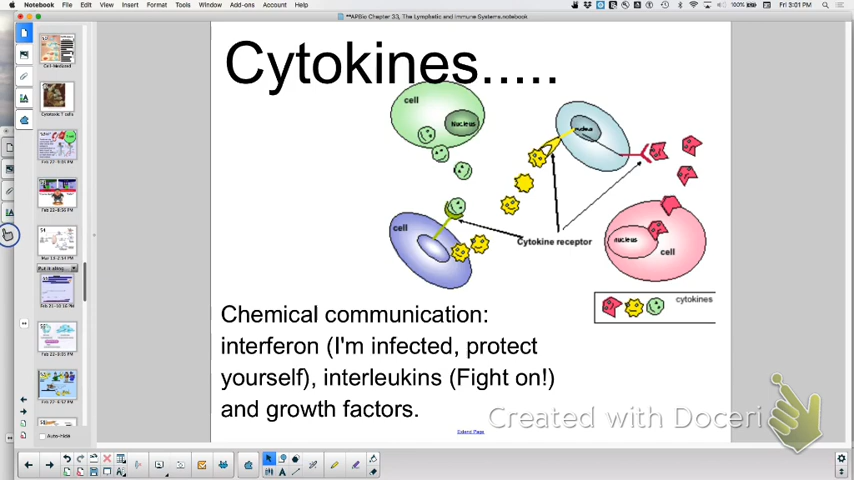 Notebook File Edit View Insert Format Tools Window Add-ons Account Help
100% Fri 3:01 PM
**APBio Chapter 33, The Lymphatic and Immune Systems.notebook
Cytokines.....
cell
Nucleus
nucleus
cell
Cytokine receptor
nucleus
cell
cytokines
Chemical communication:
interferon (I'm infected, protect
yourself), interleukins (Fight on!)
and growth factors.
Created with Doceri
Cytotoxic T cells
Auto-hide